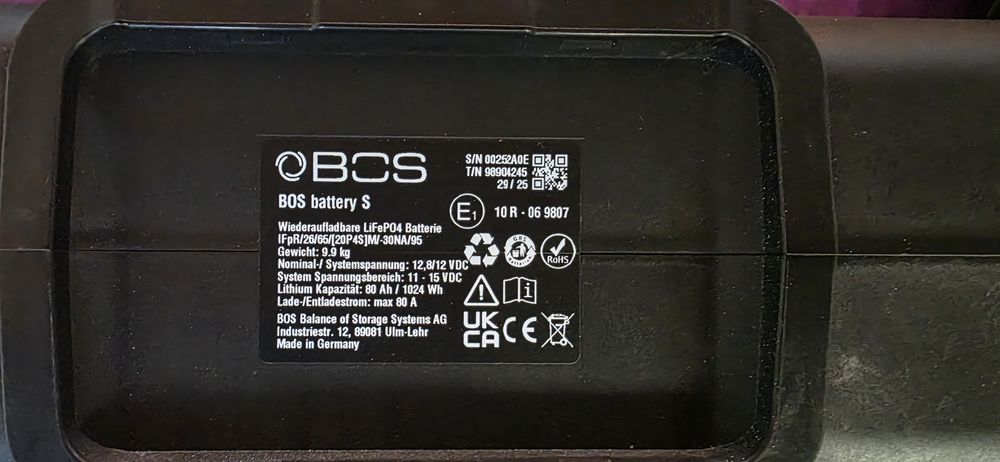 BOS
S/N 00252A0E
T/N 98904245
29 / 25
BOS battery S
E1
10 R - 06 9807
Wiederaufladbare LiFePO4 Batterie
IFpR/26/65/[20P4S]M/-30NA/95
Gewicht: 9.9 kg
Nominal-/ Systemspannung: 12,8/12 VDC
System Spannungsbereich: 11 - 15 VDC
Lithium Kapazität: 80 Ah / 1024 Wh
Lade-/Entladestrom: max 80 A
BOS Balance of Storage Systems AG
Industriestr. 12, 89081 Ulm-Lehr
Made in Germany
GRS
RoHS
UK
CA
CE